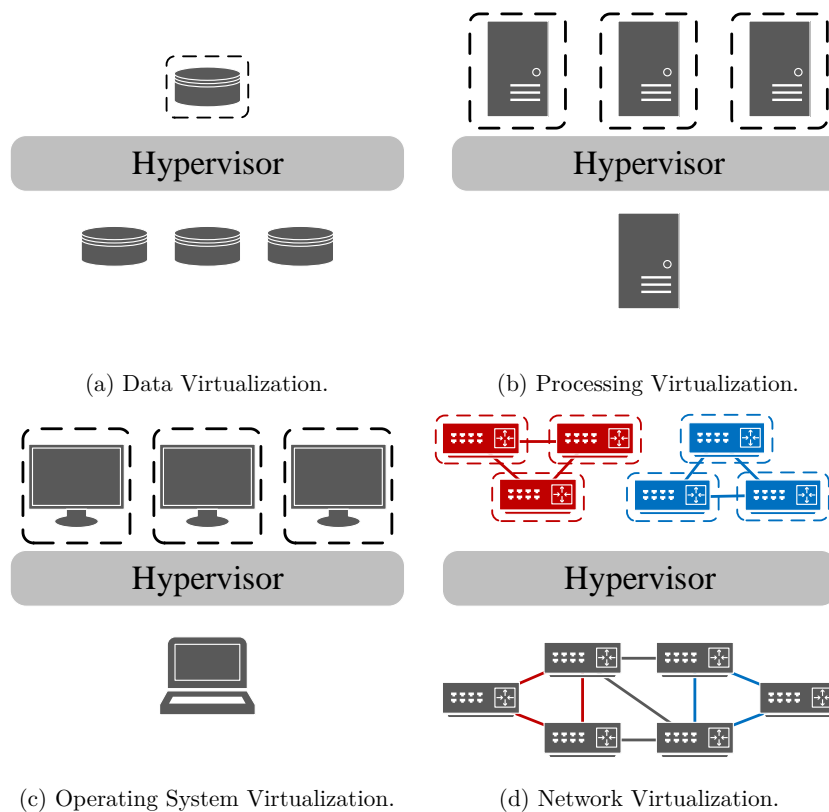 Hypervisor
Hypervisor
(a) Data Virtualization.
(b) Processing Virtualization.
Hypervisor
Hypervisor
(c) Operating System Virtualization.
(d) Network Virtualization.